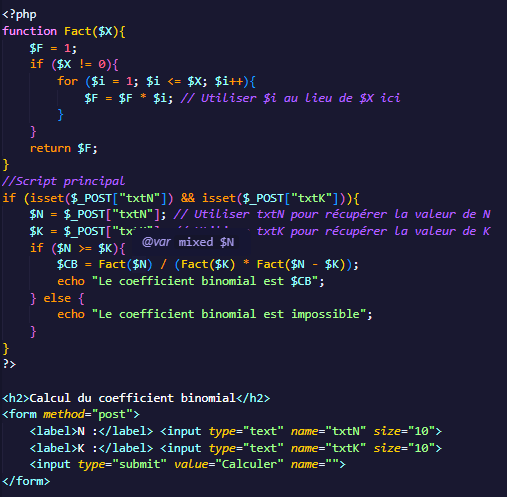 <?php
function Fact($X){
    $F = 1;
    if ($X != 0){
        for ($i = 1; $i <= $X; $i++){
            $F = $F * $i; // Utiliser $i au lieu de $X ici
        }
    }
    return $F;
}
//Script principal
if (isset($_POST["txtN"]) && isset($_POST["txtK"])){
    $N = $_POST["txtN"]; // Utiliser txtN pour récupérer la valeur de N
    $K = $_POST[ txtK pour récupérer la valeur de K
@var mixed $N
    if ($N >= $K){
        $CB = Fact($N) / (Fact($K) * Fact($N - $K));
        echo "Le coefficient binomial est $CB";
    } else {
        echo "Le coefficient binomial est impossible";
    }
}
?>
<h2>Calcul du coefficient binomial</h2>
<form method="post">
    <label>N :</label> <input type="text" name="txtN" size="10">
    <label>K :</label> <input type="text" name="txtK" size="10">
    <input type="submit" value="Calculer" name="">
</form>